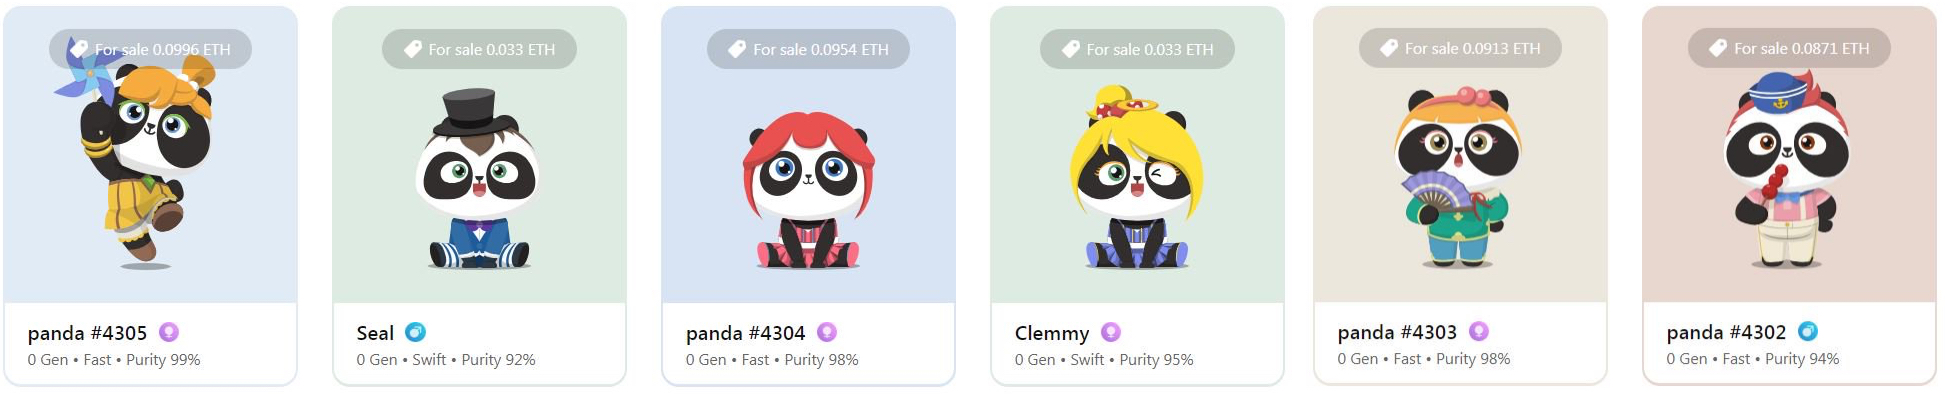 For sale 0.0996 ETH
For sale 0.033 ETH
For sale 0.0954 ETH
For sale 0.033 ETH
For sale 0.0913 ETH
For sale 0.0871 ETH
panda #4305
0 Gen • Fast • Purity 99%
Seal
0 Gen • Swift • Purity 92%
panda #4304
0 Gen • Fast • Purity 98%
Clemmy
0 Gen • Swift • Purity 95%
panda #4303
0 Gen • Fast • Purity 98%
panda #4302
0 Gen • Fast • Purity 94%